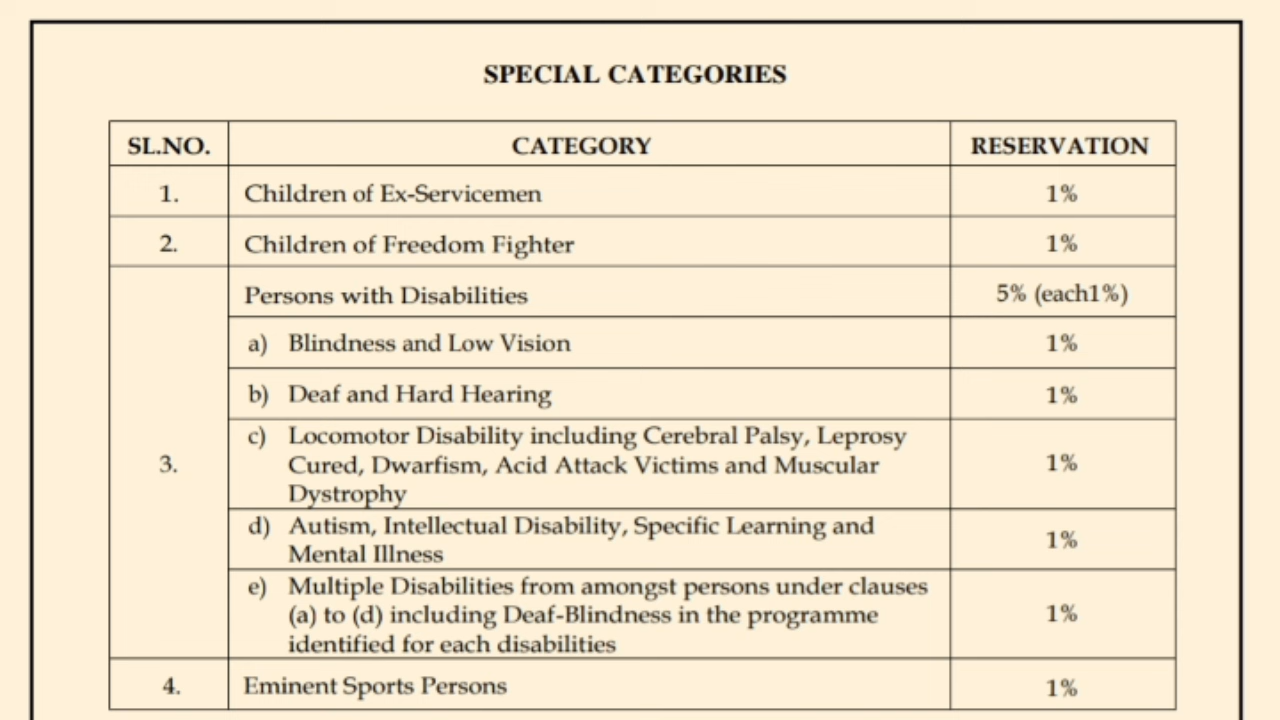 SPECIAL CATEGORIES
SL.NO. CATEGORY RESERVATION
1. Children of Ex-Servicemen 1%
2. Children of Freedom Fighter 1%
Persons with Disabilities 5% (each1%)
a) Blindness and Low Vision 1%
b) Deaf and Hard Hearing 1%
c) Locomotor Disability including Cerebral Palsy, Leprosy
3. Cured, Dwarfism, Acid Attack Victims and Muscular 1%
Dystrophy
d) Autism, Intellectual Disability, Specific Learning and
Mental Illness 1%
e) Multiple Disabilities from amongst persons under clauses
(a) to (d) including Deaf-Blindness in the programme 1%
identified for each disabilities
4. Eminent Sports Persons 1%